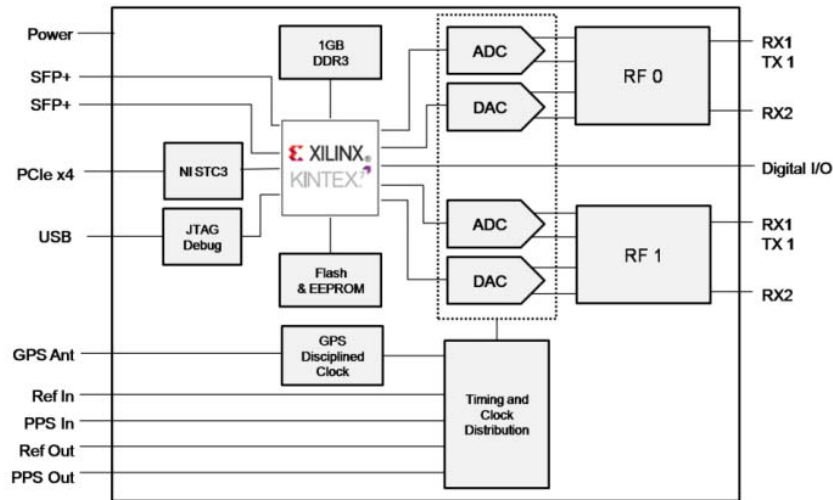 Power
SFP+
SFP+
PCIe x4
USB
GPS Ant
Ref In
PPS In
Ref Out
PPS Out
1GB
DDR3
NI STC3
JTAG
Debug
XILINX®
KINTEX7
Flash
& EEPROM
GPS
Disciplined
Clock
ADC
DAC
ADC
DAC
Timing and
Clock
Distribution
RF 0
RF 1
RX1
TX 1
RX2
Digital I/O
RX1
TX 1
RX2